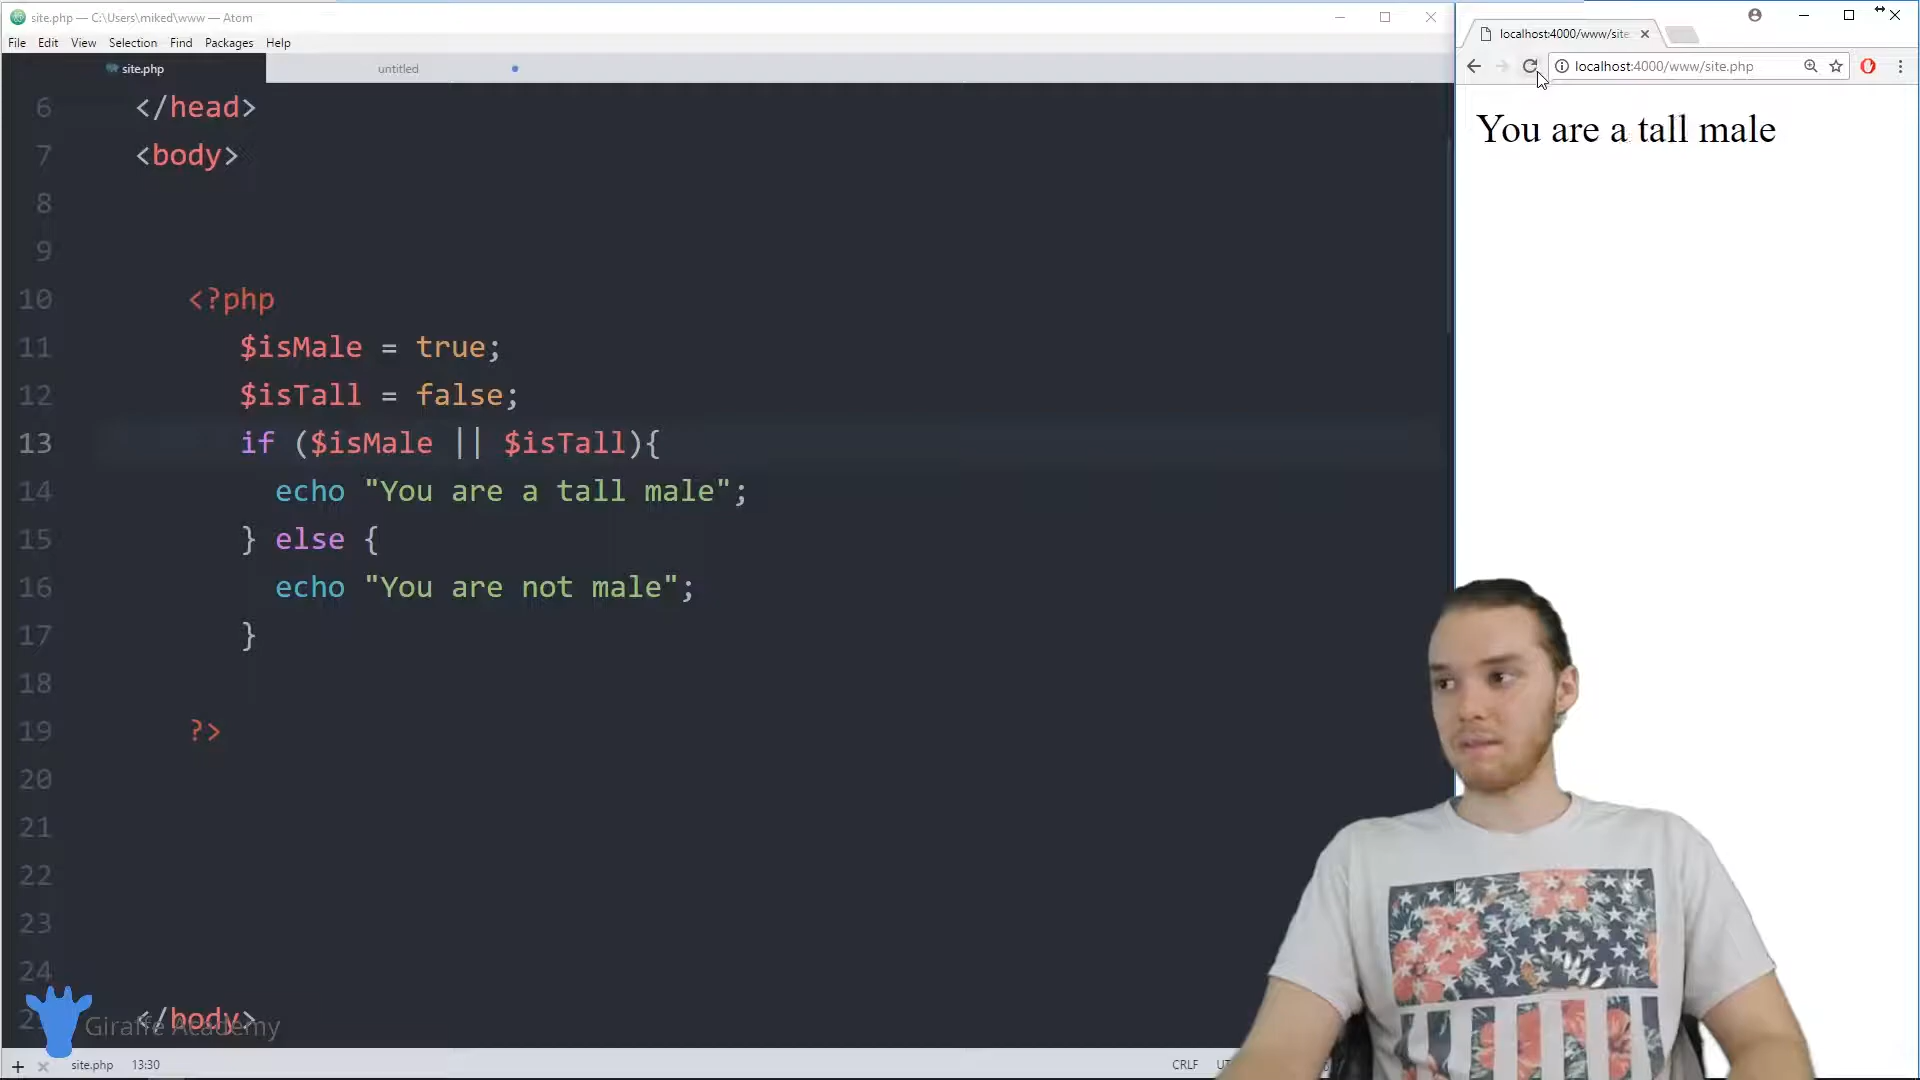 site.php — C:\Users\miked\www — Atom
File Edit View Selection Find Packages Help
site.php untitled
6 </head>
7 <body>
8
9
10 <?php
11 $isMale = true;
12 $isTall = false;
13 if ($isMale || $isTall){
14 echo "You are a tall male";
15 } else {
16 echo "You are not male";
17 }
18
19 ?>
20
21
22
23
24
</body>
Giraffe Academy
site.php 13:30 CRLF
localhost:4000/www/site
localhost:4000/www/site.php
You are a tall male